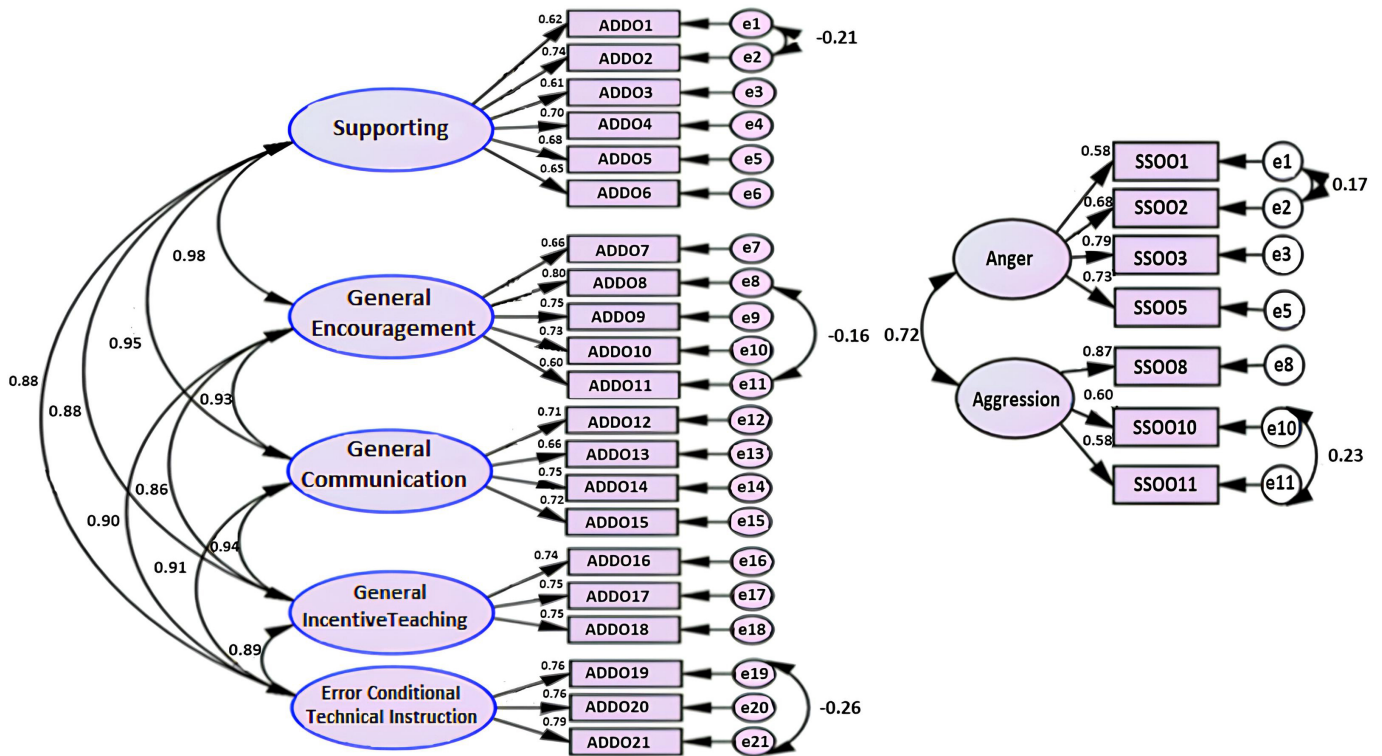 0.62 ADDO1 e1
-0.21
0.74 ADDO2 e2
0.61 ADDO3 e3
Supporting
0.70 ADDO4 e4
0.68 ADDO5 e5
0.65 ADDO6 e6
0.98
0.66 ADDO7 e7
0.80 ADDO8 e8
General
Encouragement
0.75 ADDO9 e9
-0.16
0.73 ADDO10 e10
0.60 ADDO11 e11
0.95
0.88
0.88
0.93
0.71 ADDO12 e12
0.66 ADDO13 e13
General
Communication
0.75 ADDO14 e14
0.72 ADDO15 e15
0.86
0.90
0.94
0.91
0.74 ADDO16 e16
General
IncentiveTeaching
0.75 ADDO17 e17
0.75 ADDO18 e18
0.89
0.76 ADDO19 e19
Error Conditional
Technical Instruction
0.76 ADDO20 e20
-0.26
0.79 ADDO21 e21
0.58 SSOO1 e1
0.17
0.68 SSOO2 e2
Anger
0.79 SSOO3 e3
0.73 SSOO5 e5
0.72
0.87 SSOO8 e8
Aggression
0.60 SSOO10 e10
0.23
0.58 SSOO11 e11